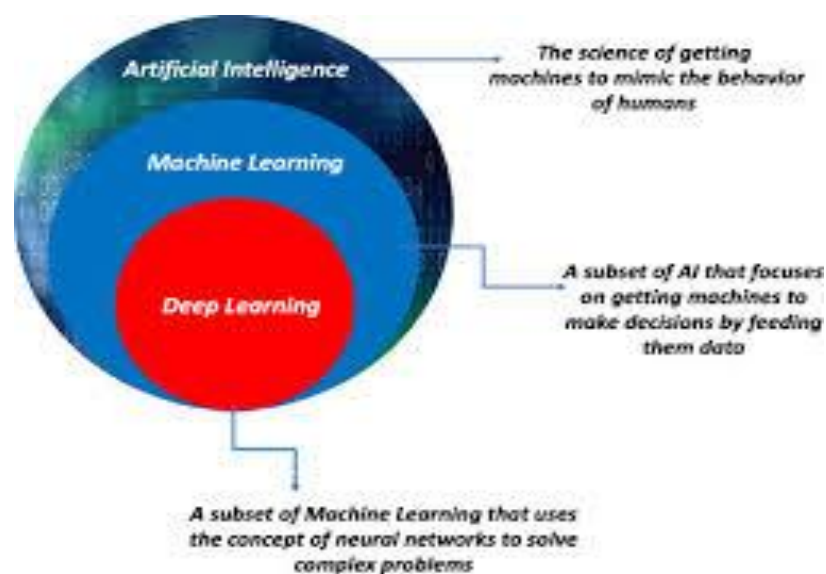 Artificial Intelligence
The science of getting
machines to mimic the behavior
of humans
Machine Learning
A subset of AI that focuses
on getting machines to
make decisions by feeding
them data
Deep Learning
A subset of Machine Learning that uses
the concept of neural networks to solve
complex problems